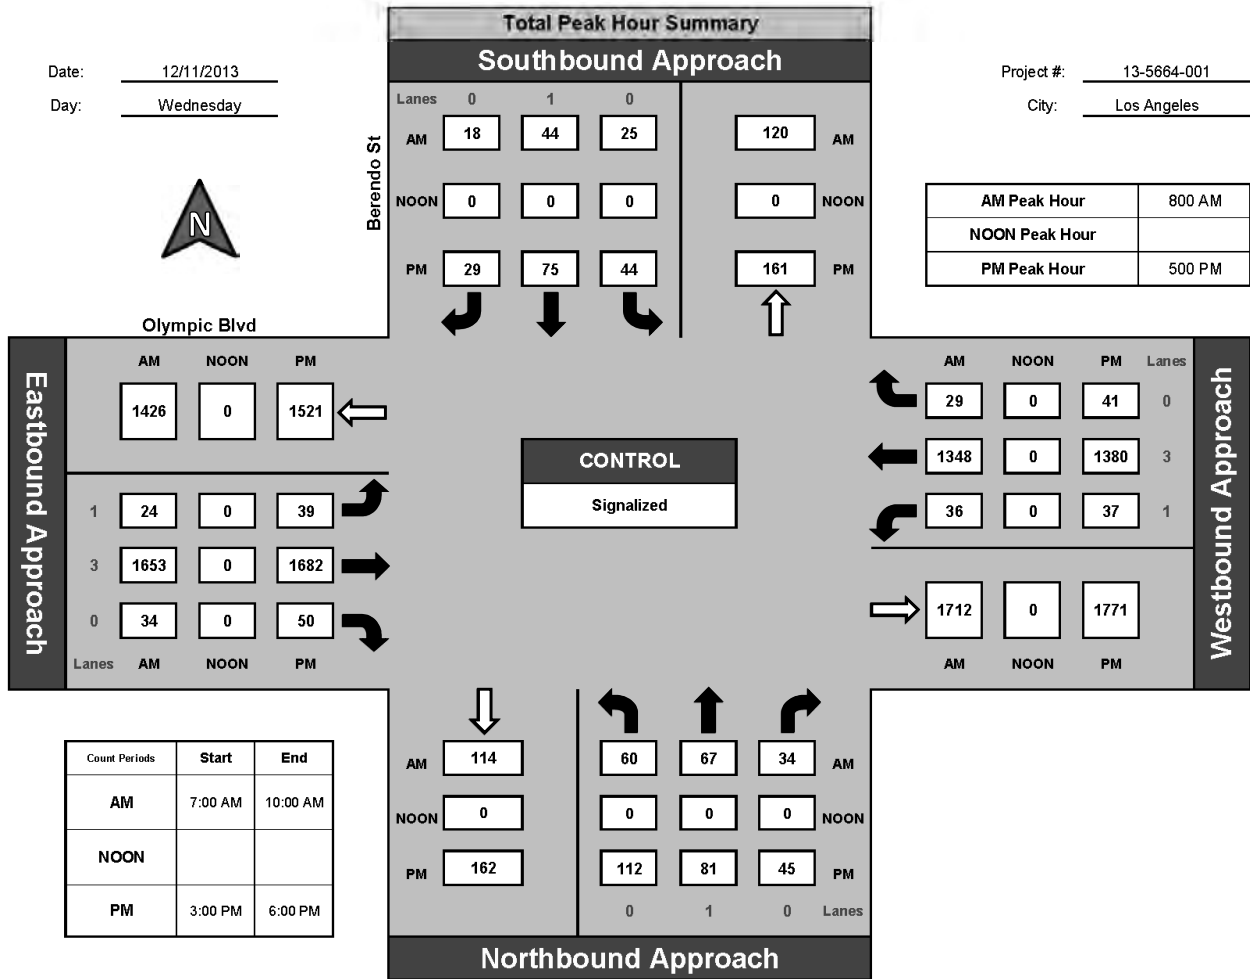 Total Peak Hour Summary
Southbound Approach
Date: 12/11/2013
Day: Wednesday
Project #: 13-5664-001
City: Los Angeles
N
Berendo St
Lanes 0 1 0
AM 18 44 25 120 AM
NOON 0 0 0 0 NOON
PM 29 75 44 161 PM
AM Peak Hour 800 AM
NOON Peak Hour
PM Peak Hour 500 PM
Olympic Blvd
Eastbound Approach
AM NOON PM
1426 0 1521
1 24 0 39
3 1653 0 1682
0 34 0 50
Lanes AM NOON PM
CONTROL
Signalized
AM NOON PM Lanes
29 0 41 0
1348 0 1380 3
36 0 37 1
1712 0 1771
AM NOON PM
Westbound Approach
Count Periods Start End
AM 7:00 AM 10:00 AM
NOON
PM 3:00 PM 6:00 PM
AM 114 60 67 34 AM
NOON 0 0 0 0 NOON
PM 162 112 81 45 PM
0 1 0 Lanes
Northbound Approach